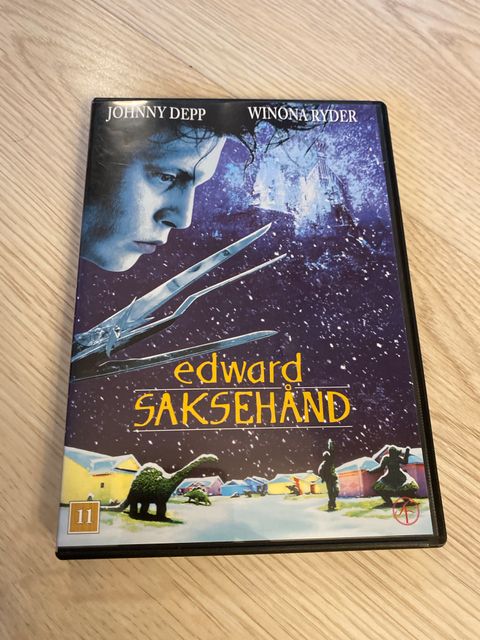 JOHNNY DEPP WINONA RYDER
edward
SAKSEHÅND
11